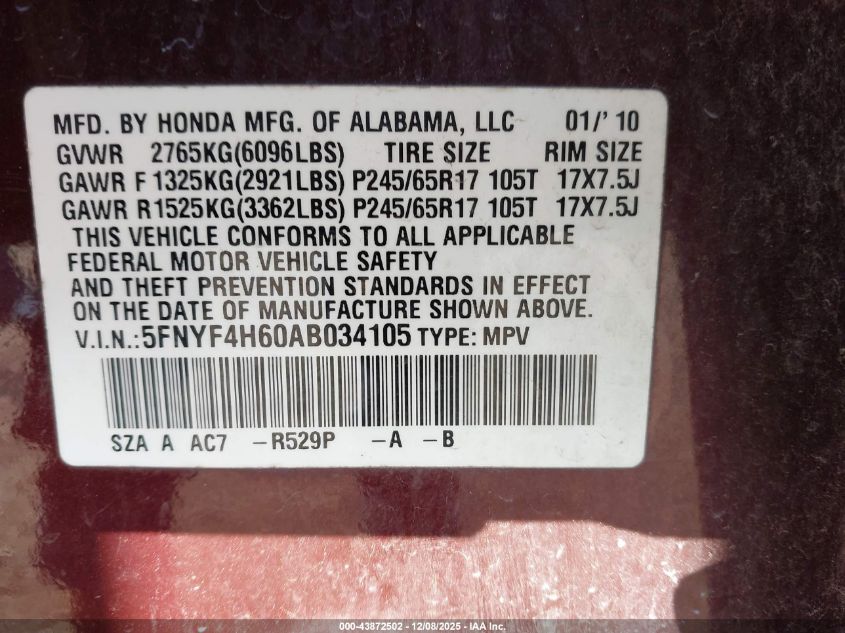 MFD. BY HONDA MFG. OF ALABAMA, LLC 01/' 10
GVWR 2765KG(6096LBS) TIRE SIZE RIM SIZE
GAWR F 1325KG(2921LBS) P245/65R17 105T 17X7.5J
GAWR R1525KG(3362LBS) P245/65R17 105T 17X7.5J
THIS VEHICLE CONFORMS TO ALL APPLICABLE
FEDERAL MOTOR VEHICLE SAFETY
AND THEFT PREVENTION STANDARDS IN EFFECT
ON THE DATE OF MANUFACTURE SHOWN ABOVE.
V.I.N.:5FNYF4H60AB034105 TYPE: MPV
SZA A AC7 -R529P -A -B
000-43872502 - 12/08/2025 - IAA Inc.